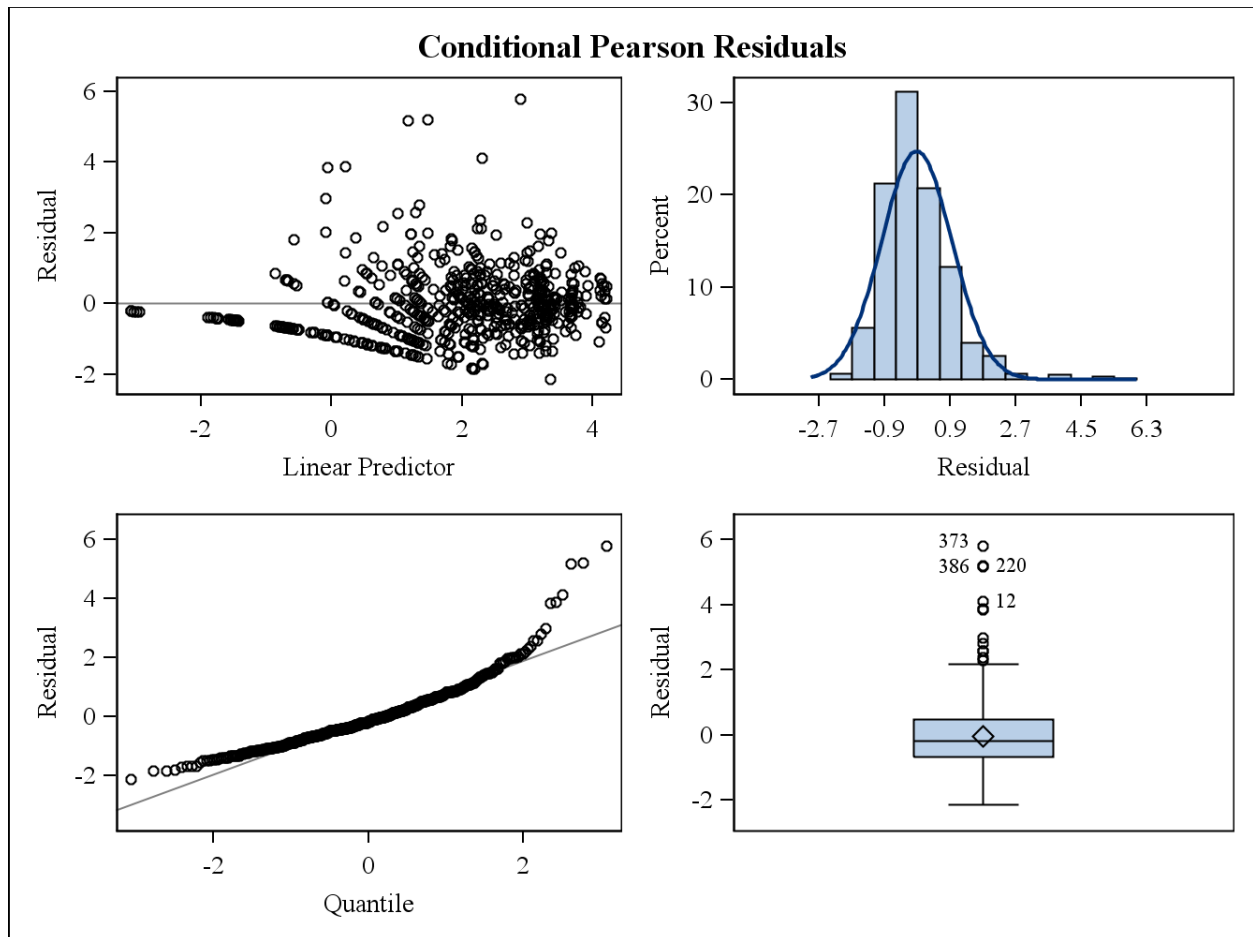 Conditional Pearson Residuals
6
4
2
0
-2
Residual
-2 0 2 4
Linear Predictor
30
20
10
0
Percent
-2.7 -0.9 0.9 2.7 4.5 6.3
Residual
6
4
2
0
-2
Residual
-2 0 2
Quantile
6
4
2
0
-2
Residual
373
386 220
12